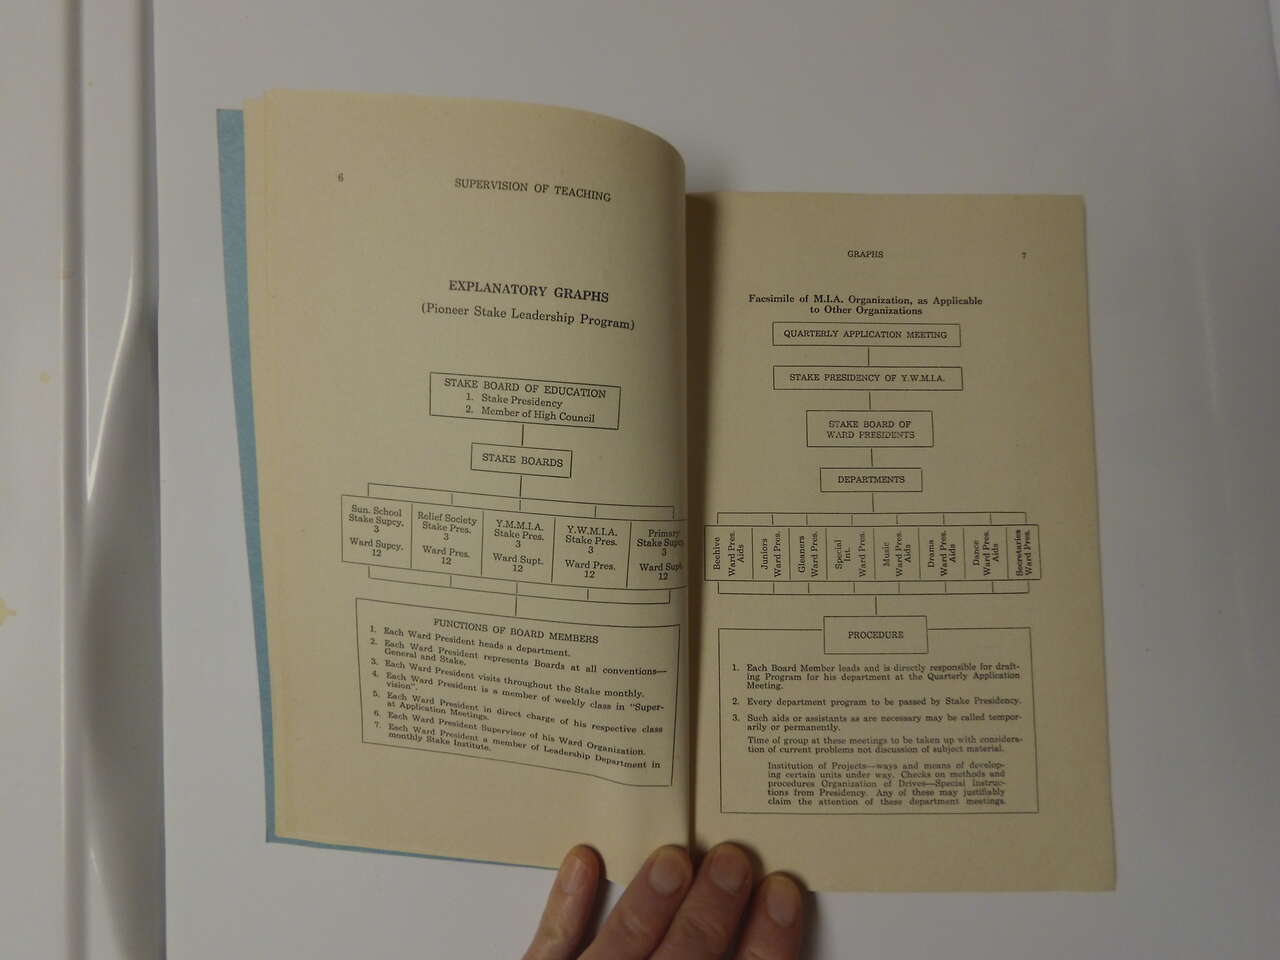 6
SUPERVISION OF TEACHING
EXPLANATORY GRAPHS
(Pioneer Stake Leadership Program)
STAKE BOARD OF EDUCATION
1. Stake Presidency
2. Member of High Council
STAKE BOARDS
Sun. School
Stake Supcy.
3
Ward Supcy.
12
Relief Society
Stake Pres.
3
Ward Pres.
12
Y.M.M.I.A.
Stake Pres.
3
Ward Supt.
12
Y.W.M.I.A.
Stake Pres.
3
Ward Pres.
12
Primary
Stake Supcy.
3
Ward Supt.
12
FUNCTIONS OF BOARD MEMBERS
1. Each Ward President heads a department.
2. Each Ward President represents Boards at all conventions—
General and Stake.
3. Each Ward President visits throughout the Stake monthly.
4. Each Ward President is a member of weekly class in "Super-
vision".
5. Each Ward President in direct charge of his respective class
at Application Meetings.
6. Each Ward President Supervisor of his Ward Organization.
7. Each Ward President a member of Leadership Department in
monthly Stake Institute.
GRAPHS
7
Facsimile of M.I.A. Organization, as Applicable
to Other Organizations
QUARTERLY APPLICATION MEETING
STAKE PRESIDENCY OF Y.W.M.I.A.
STAKE BOARD OF
WARD PRESIDENTS
DEPARTMENTS
Beehive
Ward Pres.
Aids
Juniors
Ward Pres.
Gleaners
Ward Pres.
Special
Int.
Ward Pres.
Music
Ward Pres.
Aids
Drama
Ward Pres.
Aids
Dance
Ward Pres.
Aids
Secretaries
Ward Pres.
PROCEDURE
1. Each Board Member leads and is directly responsible for draft-
ing Program for his department at the Quarterly Application
Meeting.
2. Every department program to be passed by Stake Presidency.
3. Such aids or assistants as are necessary may be called tempor-
arily or permanently.
Time of group at these meetings to be taken up with considera-
tion of current problems not discussion of subject material.
Institution of Projects—ways and means of develop-
ing certain units under way. Checks on methods and
procedures Organization of Drives—Special Instruc-
tions from Presidency. Any of these may justifiably
claim the attention of these department meetings.